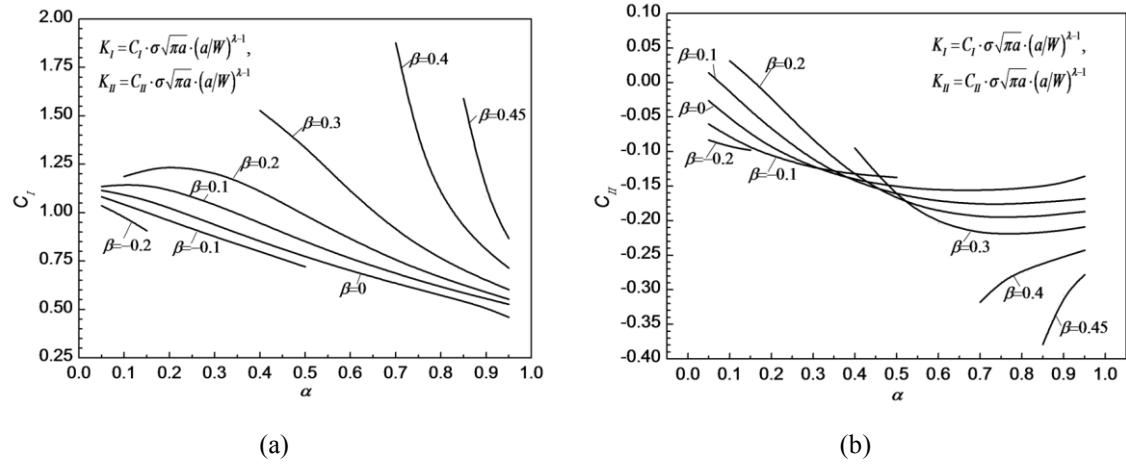 K_I = C_I · σ√πa · (a/W)^{λ−1},
K_II = C_II · σ√πa · (a/W)^{λ−1}
2.00
1.75
1.50
1.25
1.00
0.75
0.50
0.25
C_I
β=0.4
β=0.45
β=0.3
β=0.2
β=0.1
β=−0.2
β=−0.1
β=0
0.0 0.1 0.2 0.3 0.4 0.5 0.6 0.7 0.8 0.9 1.0
α
(a)
K_I = C_I · σ√πa · (a/W)^{λ−1},
K_II = C_II · σ√πa · (a/W)^{λ−1}
0.10
0.05
0.00
-0.05
-0.10
-0.15
-0.20
-0.25
-0.30
-0.35
-0.40
C_II
β=0.1
β=0.2
β=0
β=−0.2
β=−0.1
β=0.3
β=0.4
β=0.45
0.0 0.1 0.2 0.3 0.4 0.5 0.6 0.7 0.8 0.9 1.0
α
(b)